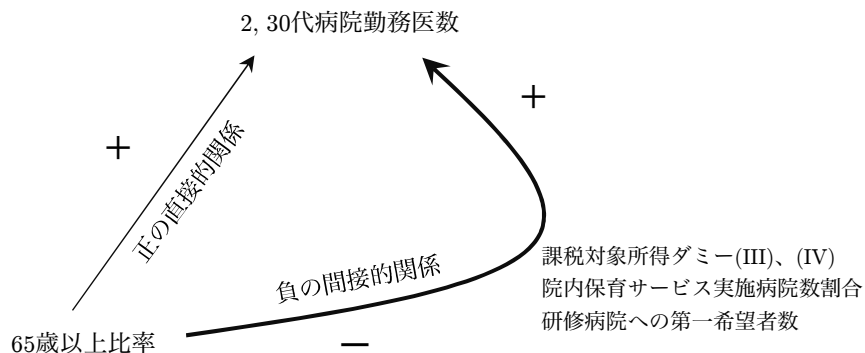 2, 30代病院勤務医数
+
+
正の直接的関係
負の間接的関係
課税対象所得ダミー(III)、(IV)
院内保育サービス実施病院数割合
研修病院への第一希望者数
65歳以上比率
−